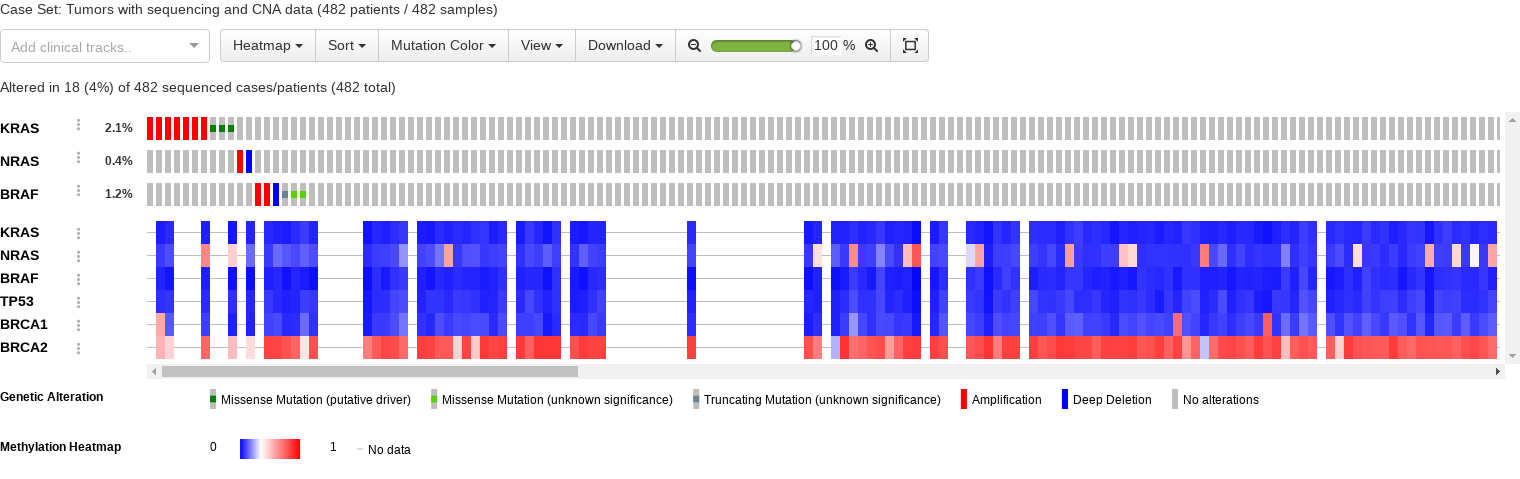 Case Set: Tumors with sequencing and CNA data (482 patients / 482 samples)
Add clinical tracks.. Heatmap Sort Mutation Color View Download 100 %
Altered in 18 (4%) of 482 sequenced cases/patients (482 total)
KRAS 2.1%
NRAS 0.4%
BRAF 1.2%
KRAS
NRAS
BRAF
TP53
BRCA1
BRCA2
Genetic Alteration Missense Mutation (putative driver) Missense Mutation (unknown significance) Truncating Mutation (unknown significance) Amplification Deep Deletion No alterations
Methylation Heatmap 0 1 No data